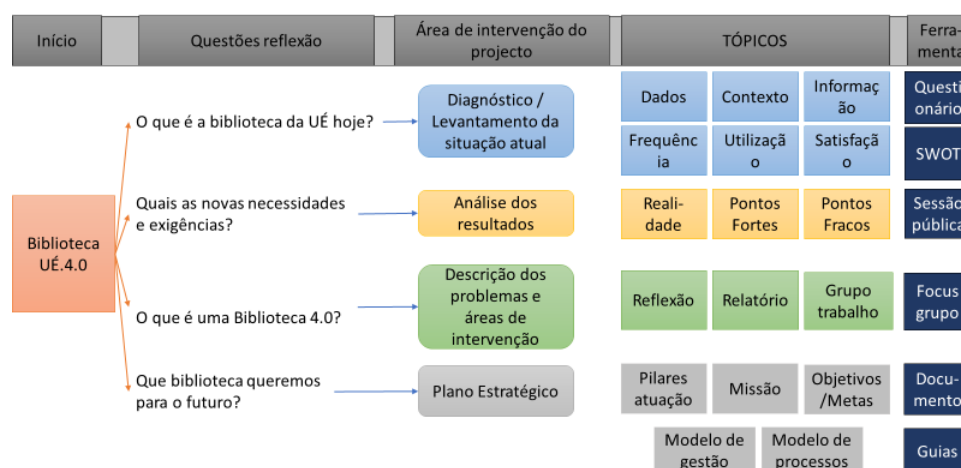 Início
Questões reflexão
Área de intervenção do
projecto
TÓPICOS
Ferra-
menta
Biblioteca
UÉ.4.0
O que é a biblioteca da UÉ hoje?
Diagnóstico /
Levantamento da
situação atual
Dados
Contexto
Informaç
ão
Questi
onário
Frequênc
ia
Utilizaçã
o
Satisfaçã
o
SWOT
Quais as novas necessidades
e exigências?
Análise dos
resultados
Reali-
dade
Pontos
Fortes
Pontos
Fracos
Sessão
pública
O que é uma Biblioteca 4.0?
Descrição dos
problemas e
áreas de
intervenção
Reflexão
Relatório
Grupo
trabalho
Focus
grupo
Que biblioteca queremos
para o futuro?
Plano Estratégico
Pilares
atuação
Missão
Objetivos
/Metas
Docu-
mento
Modelo de
gestão
Modelo de
processos
Guias